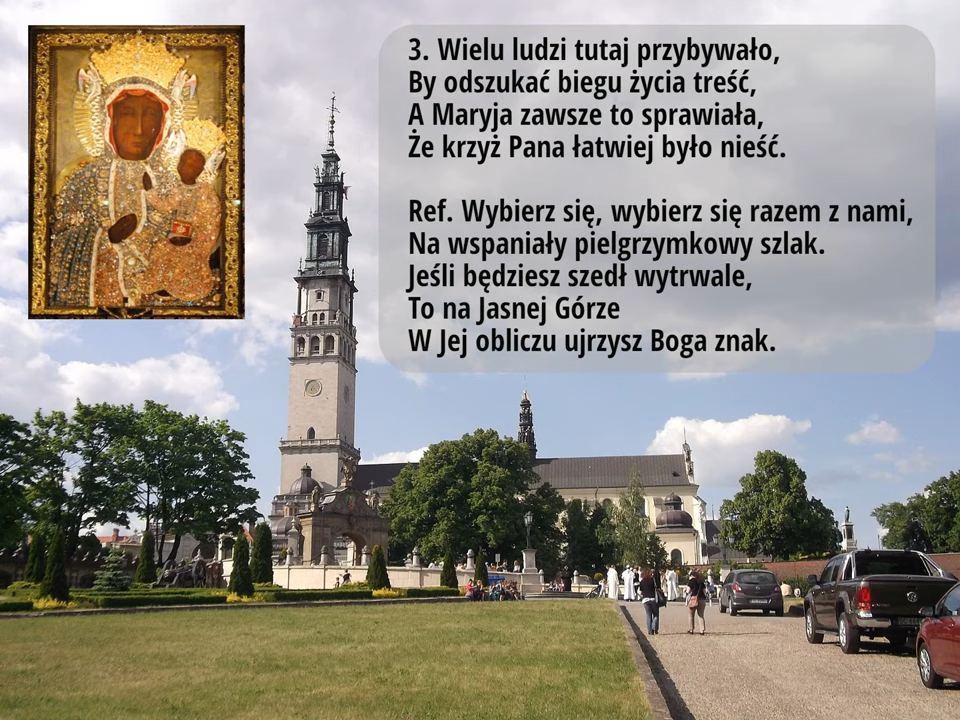 3. Wielu ludzi tutaj przybywało,
By odszukać biegu życia treść,
A Maryja zawsze to sprawiała,
Że krzyż Pana łatwiej było nieść.
Ref. Wybierz się, wybierz się razem z nami,
Na wspaniały pielgrzymkowy szlak.
Jeśli będziesz szedł wytrwale,
To na Jasnej Górze
W Jej obliczu ujrzysz Boga znak.